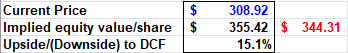 Current Price $ 308.92
Implied equity value/share $ 355.42 $ 344.31
Upside/(Downside) to DCF 15.1%